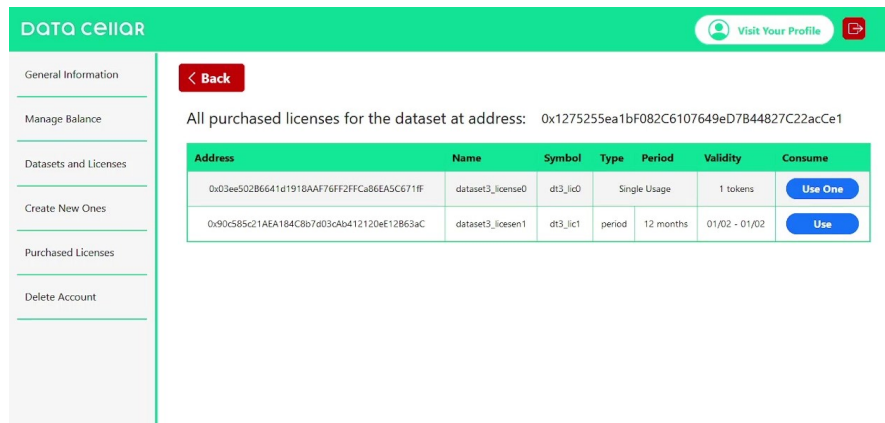 DATA CELLAR
Visit Your Profile
General Information
Manage Balance
Datasets and Licenses
Create New Ones
Purchased Licenses
Delete Account
< Back
All purchased licenses for the dataset at address: 0x1275255ea1bF082C6107649eD7B44827C22acCe1
Address Name Symbol Type Period Validity Consume
0x03ee502B6641d1918AAF76FF2FFCa86EA5C671fF dataset3_license0 dt3_lic0 Single Usage 1 tokens Use One
0x90c585c21AEA184C8b7d03cAb412120eE12B63aC dataset3_licesen1 dt3_lic1 period 12 months 01/02 - 01/02 Use